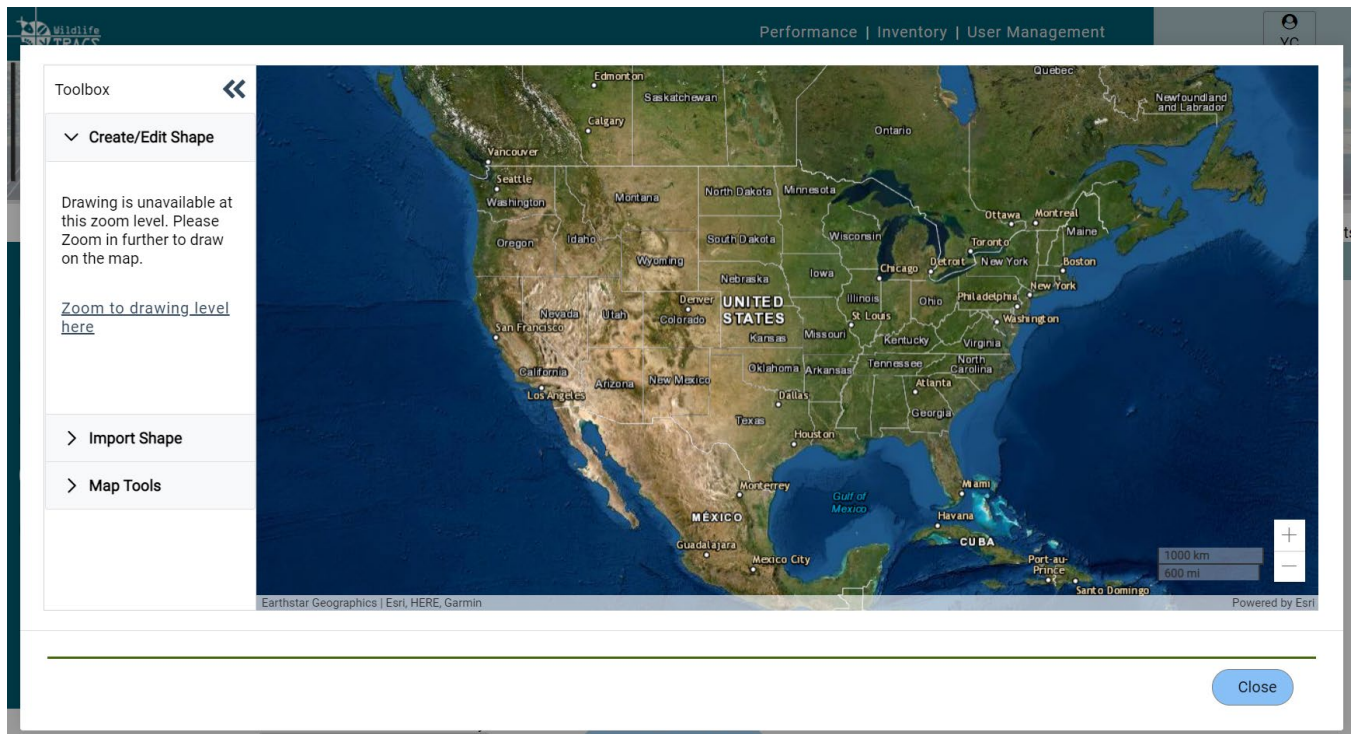 Wildlife
TRACS
Performance | Inventory | User Management
YC
Toolbox
Create/Edit Shape
Drawing is unavailable at
this zoom level. Please
Zoom in further to draw
on the map.
Zoom to drawing level
here
Import Shape
Map Tools
Edmonton
Saskatchewan
Quebec
Newfoundland
and Labrador
Calgary
Ontario
Vancouver
Seattle
Washington
Montana
North Dakota
Minnesota
Ottawa
Montreal
Maine
Oregon
Idaho
South Dakota
Wisconsin
Toronto
Wyoming
Chicago
Detroit
New York
Boston
Nebraska
Iowa
New York
Denver
UNITED
STATES
Illinois
Ohio
Philadelphia
Nevada
Utah
Colorado
St Louis
Washington
San Francisco
Kansas
Missouri
Kentucky
Virginia
California
Arizona
New Mexico
Oklahoma
Arkansas
Tennessee
North
Carolina
Los Angeles
Dallas
Atlanta
Texas
Georgia
Houston
Monterrey
Gulf of
Mexico
Miami
MÉXICO
Havana
CUBA
Guadalajara
Mexico City
Port-au-
Prince
Santo Domingo
1000 km
600 mi
Earthstar Geographics | Esri, HERE, Garmin
Powered by Esri
Close